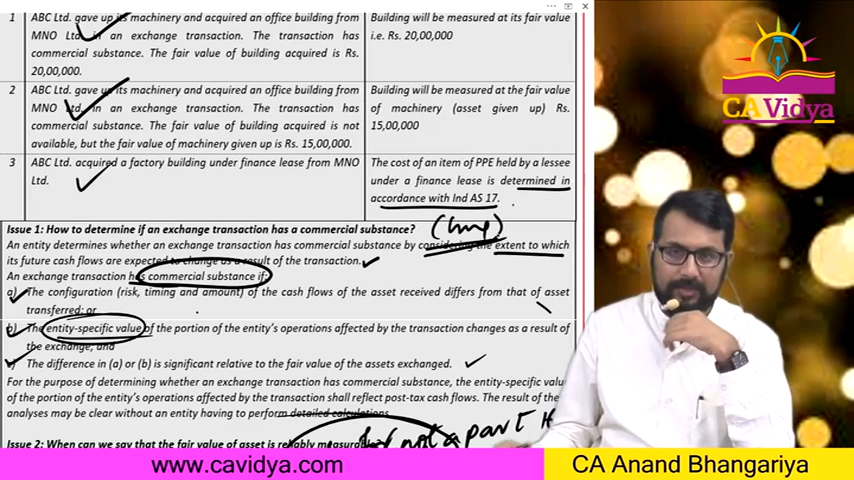 1
ABC Ltd. gave up its machinery and acquired an office building from
MNO Ltd. in an exchange transaction. The transaction has
commercial substance. The fair value of building acquired is Rs.
20,00,000.
Building will be measured at its fair value
i.e. Rs. 20,00,000
2
ABC Ltd. gave up its machinery and acquired an office building from
MNO Ltd. in an exchange transaction. The transaction has
commercial substance. The fair value of building acquired is not
available, but the fair value of machinery given up is Rs. 15,00,000.
Building will be measured at the fair value
of machinery (asset given up) Rs.
15,00,000
3
ABC Ltd. acquired a factory building under finance lease from MNO
Ltd.
The cost of an item of PPE held by a lessee
under a finance lease is determined in
accordance with Ind AS 17.
Issue 1: How to determine if an exchange transaction has a commercial substance?
(Imp)
An entity determines whether an exchange transaction has commercial substance by considering the extent to which
its future cash flows are expected to change as a result of the transaction.
An exchange transaction has commercial substance if:
a) The configuration (risk, timing and amount) of the cash flows of the asset received differs from that of asset
transferred; or
b) The entity-specific value of the portion of the entity's operations affected by the transaction changes as a result of
the exchange; and
The difference in (a) or (b) is significant relative to the fair value of the assets exchanged.
For the purpose of determining whether an exchange transaction has commercial substance, the entity-specific value
of the portion of the entity's operations affected by the transaction shall reflect post-tax cash flows. The result of the
analyses may be clear without an entity having to perform detailed calculations.
not a part
Issue 2: When can we say that the fair value of asset is reliably measurable?
CA Vidya
www.cavidya.com
CA Anand Bhangariya